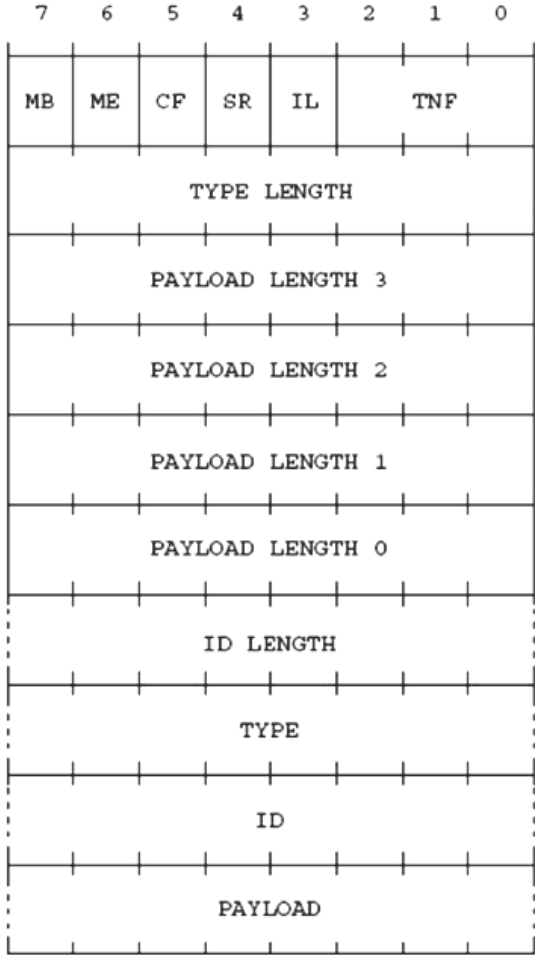 7 6 5 4 3 2 1 0
MB ME CF SR IL TNF
TYPE LENGTH
PAYLOAD LENGTH 3
PAYLOAD LENGTH 2
PAYLOAD LENGTH 1
PAYLOAD LENGTH 0
ID LENGTH
TYPE
ID
PAYLOAD